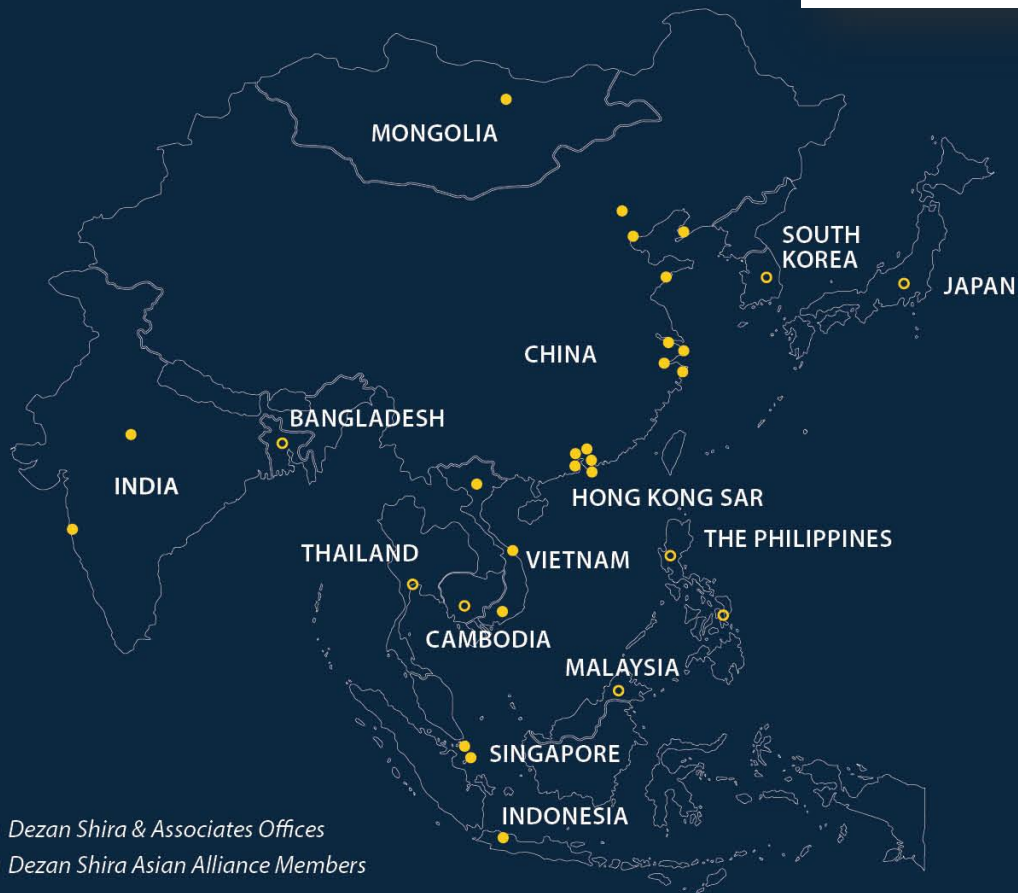 MONGOLIA
SOUTH
KOREA
JAPAN
CHINA
BANGLADESH
INDIA
HONG KONG SAR
THE PHILIPPINES
THAILAND
VIETNAM
CAMBODIA
MALAYSIA
SINGAPORE
INDONESIA
Dezan Shira & Associates Offices
Dezan Shira Asian Alliance Members